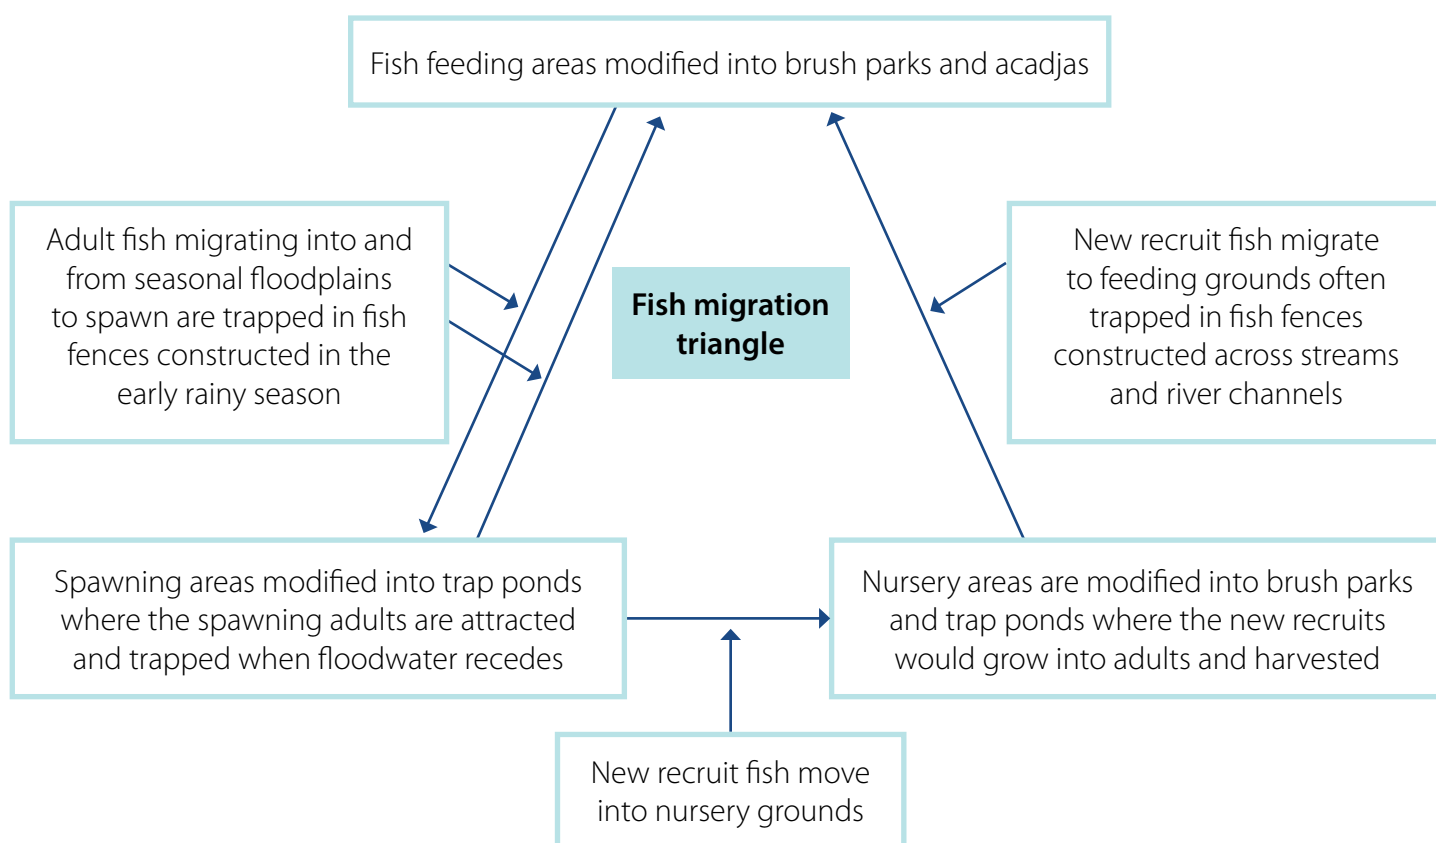 Fish feeding areas modified into brush parks and acadjas
Adult fish migrating into and
from seasonal floodplains
to spawn are trapped in fish
fences constructed in the
early rainy season
Fish migration
triangle
New recruit fish migrate
to feeding grounds often
trapped in fish fences
constructed across streams
and river channels
Spawning areas modified into trap ponds
where the spawning adults are attracted
and trapped when floodwater recedes
Nursery areas are modified into brush parks
and trap ponds where the new recruits
would grow into adults and harvested
New recruit fish move
into nursery grounds